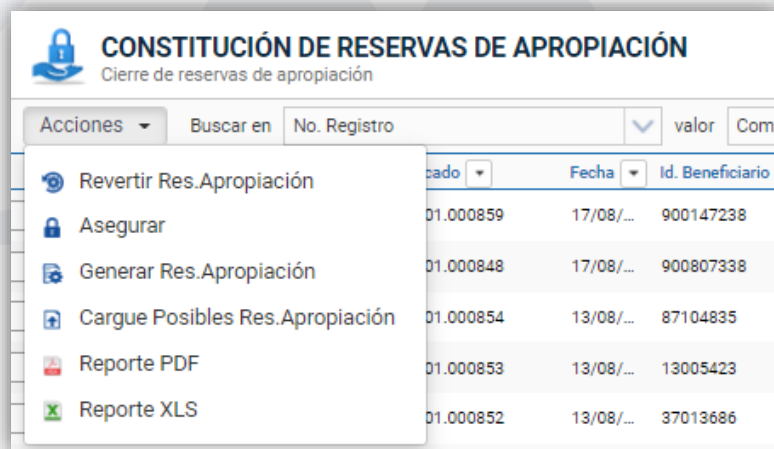 CONSTITUCIÓN DE RESERVAS DE APROPIACIÓN
Cierre de reservas de apropiación
Acciones Buscar en No. Registro valor Com
cado Fecha Id. Beneficiario
Revertir Res.Apropiación
01.000859 17/08/... 900147238
Asegurar
Generar Res.Apropiación
01.000848 17/08/... 900807338
Cargue Posibles Res.Apropiación
01.000854 13/08/... 87104835
Reporte PDF
01.000853 13/08/... 13005423
Reporte XLS
01.000852 13/08/... 37013686